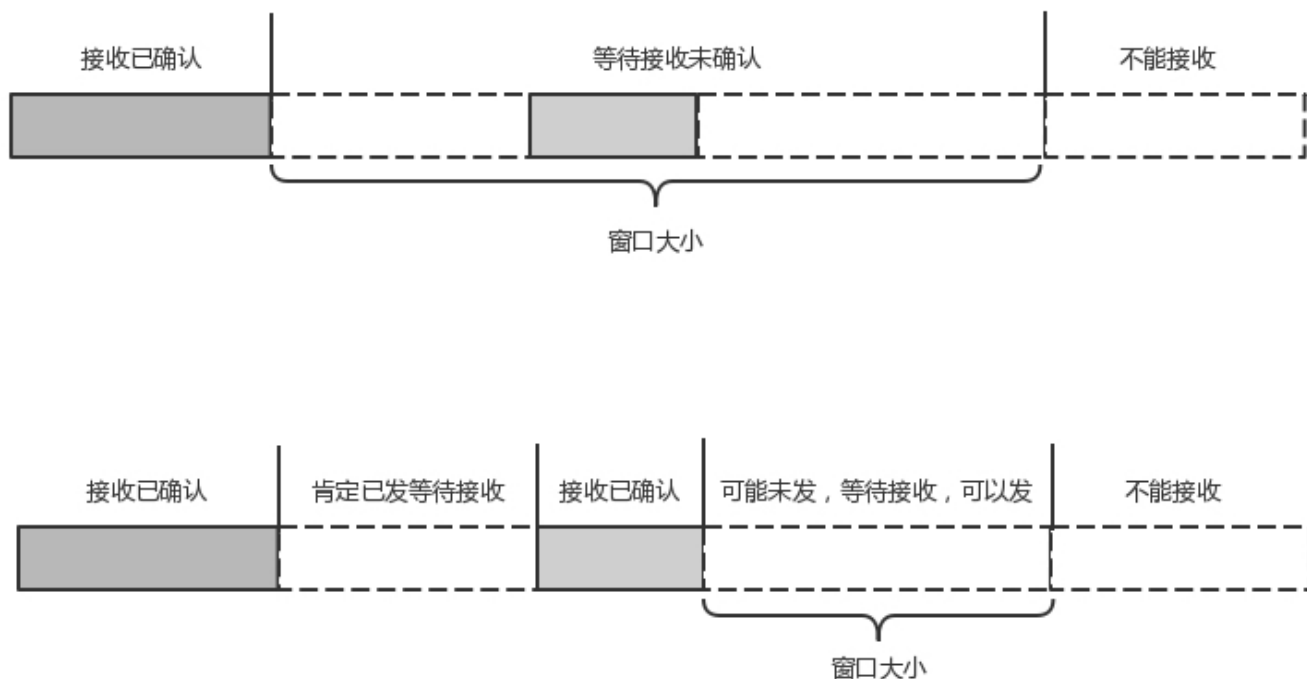 接收已确认
等待接收未确认
不能接收
窗口大小
接收已确认
肯定已发等待接收
接收已确认
可能未发，等待接收，可以发
不能接收
窗口大小